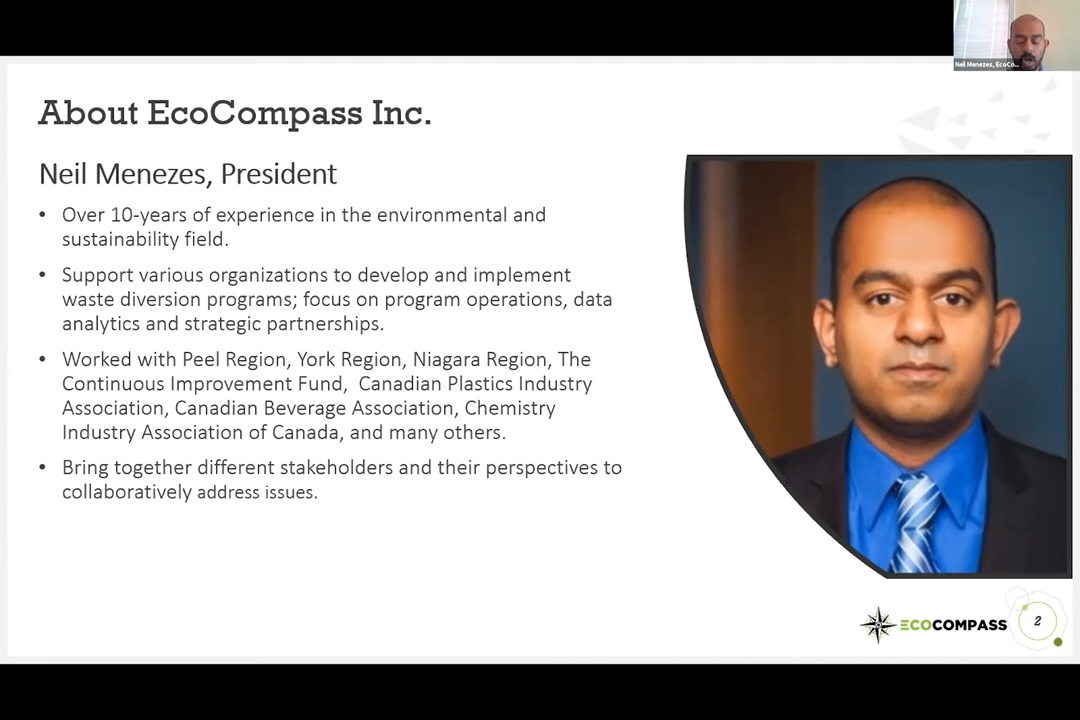 Neil Menezes, EcoCo...
About EcoCompass Inc.
Neil Menezes, President
• Over 10-years of experience in the environmental and
sustainability field.
• Support various organizations to develop and implement
waste diversion programs; focus on program operations, data
analytics and strategic partnerships.
• Worked with Peel Region, York Region, Niagara Region, The
Continuous Improvement Fund, Canadian Plastics Industry
Association, Canadian Beverage Association, Chemistry
Industry Association of Canada, and many others.
• Bring together different stakeholders and their perspectives to
collaboratively address issues.
ECOCOMPASS
2